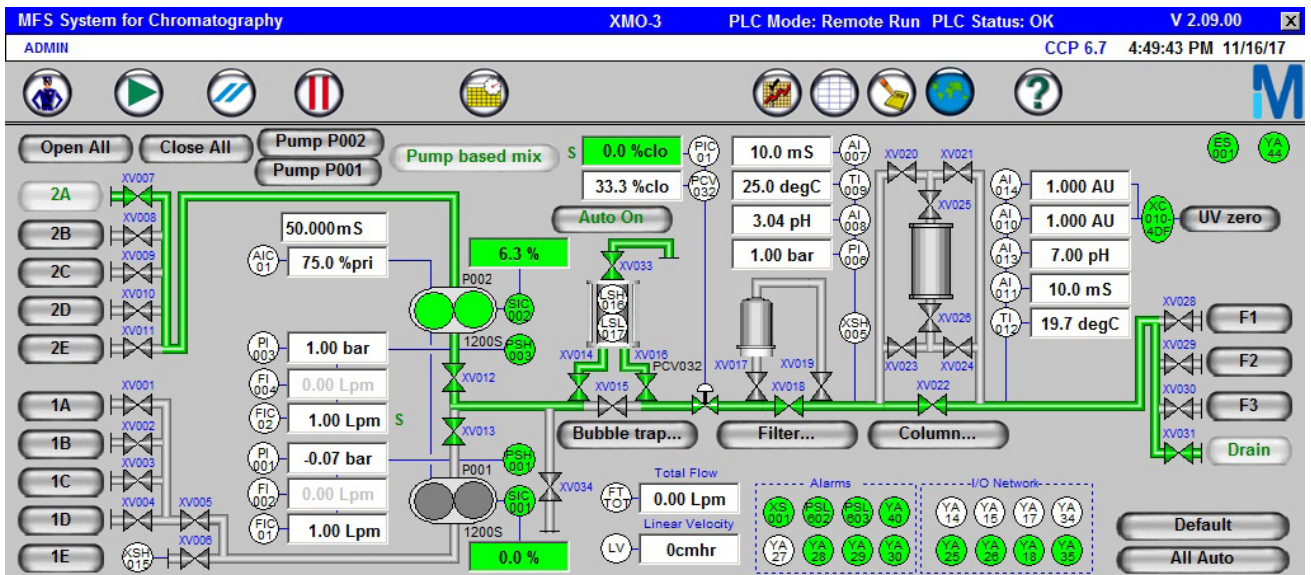 MFS System for Chromatography XMO-3 PLC Mode: Remote Run PLC Status: OK V 2.09.00 X
ADMIN CCP 6.7 4:49:43 PM 11/16/17
?
Open All Close All Pump P002
Pump P001
Pump based mix S 0.0 %clo PIC 01
33.3 %clo PCV 032
Auto On
10.0 mS AI 007
25.0 degC TI 009
3.04 pH AI 008
1.00 bar PI 006
XSH 005
XV020 XV021
XV025
XV026
XV023 XV024
XV022
AI 014 1.000 AU
AI 010 1.000 AU
AI 013 7.00 pH
AI 011 10.0 mS
TI 012 19.7 degC
XC 010- 4DF UV zero
ES 001 YA 44
2A XV007
2B XV008
2C XV009
2D XV010
2E XV011
50.000mS
AIC 01 75.0 %pri
6.3 %
P002
SIC 002
1200S PSH 003
PI 003 1.00 bar
FI 004 0.00 Lpm
FIC 02 1.00 Lpm S
PI 001 -0.07 bar
FI 002 0.00 Lpm
FIC 01 1.00 Lpm
XV012
XV013
PSH 001
P001
SIC 001
1200S
0.0 %
XV033
LSH 016
LSL 017
XV014 XV016
XV015
PCV032
XV017 XV019
XV018
Bubble trap... Filter... Column...
XV034
1A XV001
1B XV002
1C XV003
1D XV004 XV005
1E XSH 015 XV006
Total Flow
FT TOT 0.00 Lpm
Linear Velocity
LV 0cmhr
Alarms
XS 001 PSL 602 PSL 603 YA 40
YA 27 YA 28 YA 29 YA 30
I/O Network
YA 14 YA 15 YA 17 YA 34
YA 25 YA 26 YA 18 YA 35
XV028 F1
XV029 F2
XV030 F3
XV031 Drain
Default
All Auto